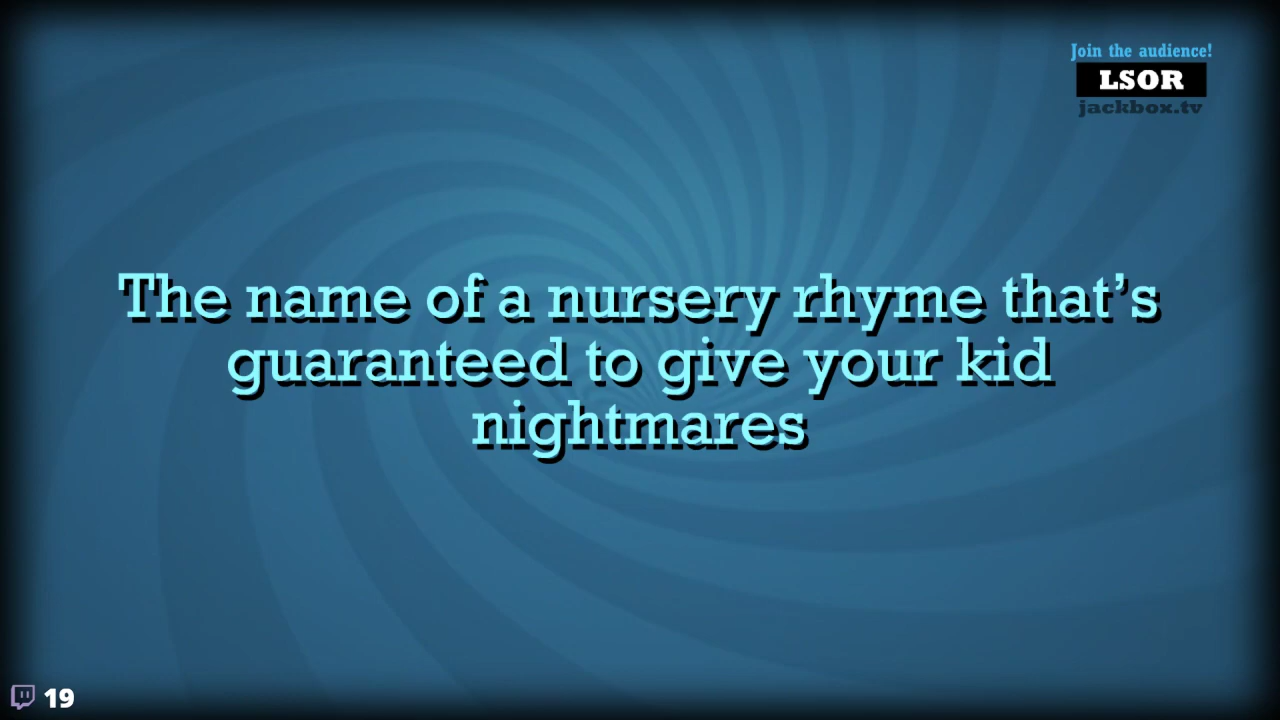 Join the audience!
LSOR
jackbox.tv
The name of a nursery rhyme that’s
guaranteed to give your kid
nightmares
19